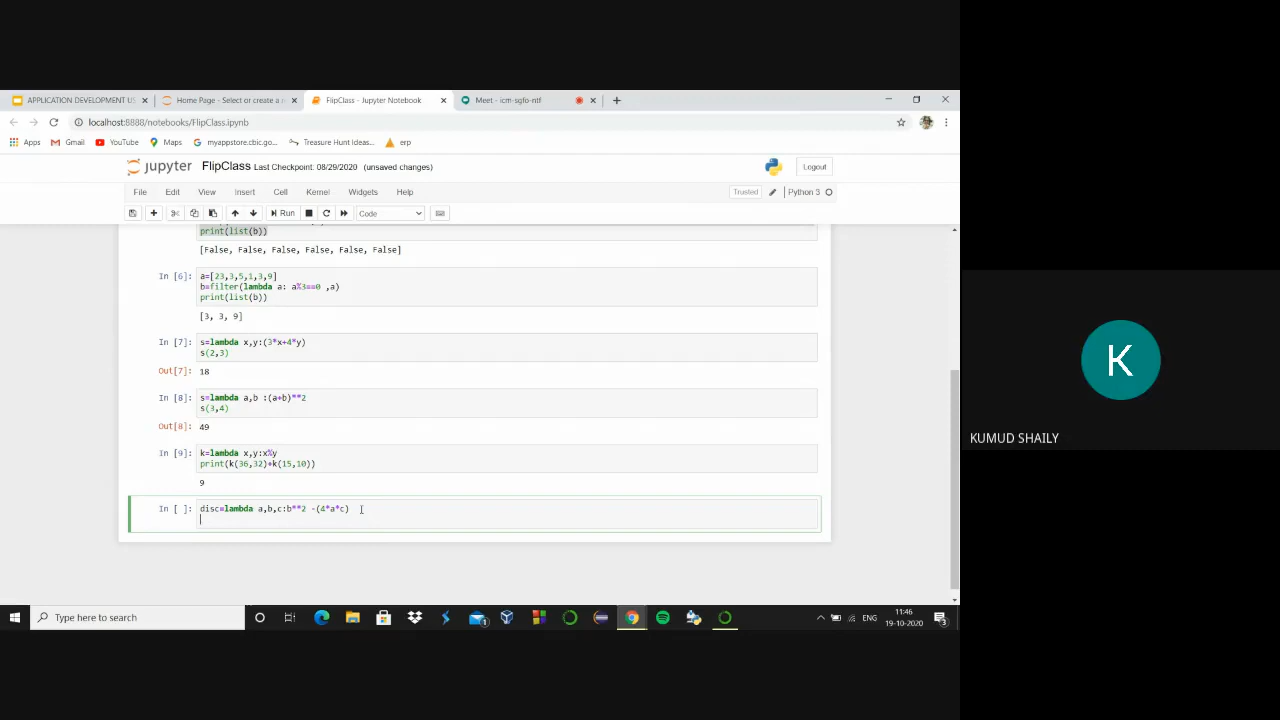 APPLICATION DEVELOPMENT US
Home Page - Select or create a n
FlipClass - Jupyter Notebook
Meet - icm-sgfo-ntf
localhost:8888/notebooks/FlipClass.ipynb
Apps
Gmail
YouTube
Maps
myappstore.cbic.go...
Treasure Hunt Ideas...
erp
jupyter FlipClass Last Checkpoint: 08/29/2020 (unsaved changes)
Logout
File Edit View Insert Cell Kernel Widgets Help
Trusted
Python 3
Run
Code
print(list(b))
[False, False, False, False, False, False]
In [6]: a=[23,3,5,1,3,9]
b=filter(lambda a: a%3==0 ,a)
print(list(b))
[3, 3, 9]
In [7]: s=lambda x,y:(3*x+4*y)
s(2,3)
Out[7]: 18
In [8]: s=lambda a,b :(a+b)**2
s(3,4)
Out[8]: 49
In [9]: k=lambda x,y:x%y
print(k(36,32)+k(15,10))
9
In [ ]: disc=lambda a,b,c:b**2 -(4*a*c)
K
KUMUD SHAILY
Type here to search
1
ENG
11:46
19-10-2020
3